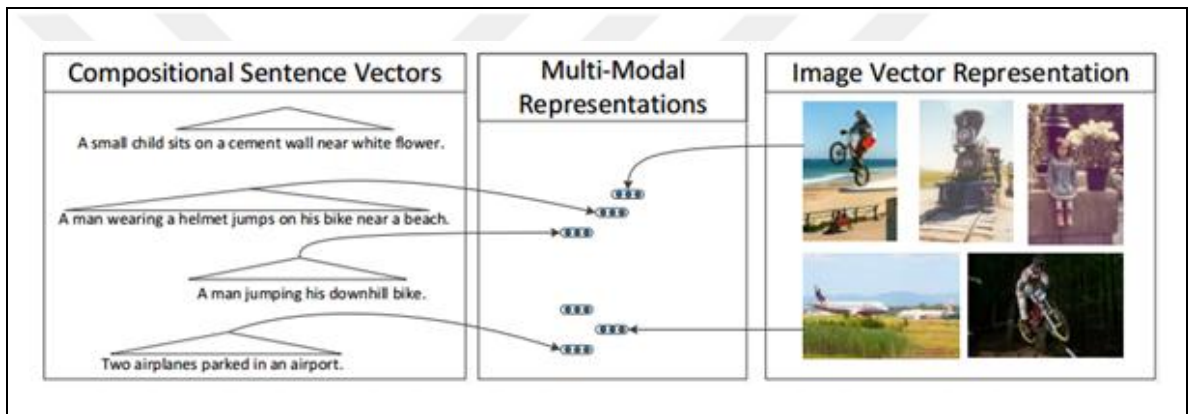 Compositional Sentence Vectors
A small child sits on a cement wall near white flower.
A man wearing a helmet jumps on his bike near a beach.
A man jumping his downhill bike.
Two airplanes parked in an airport.
Multi-Modal
Representations
Image Vector Representation